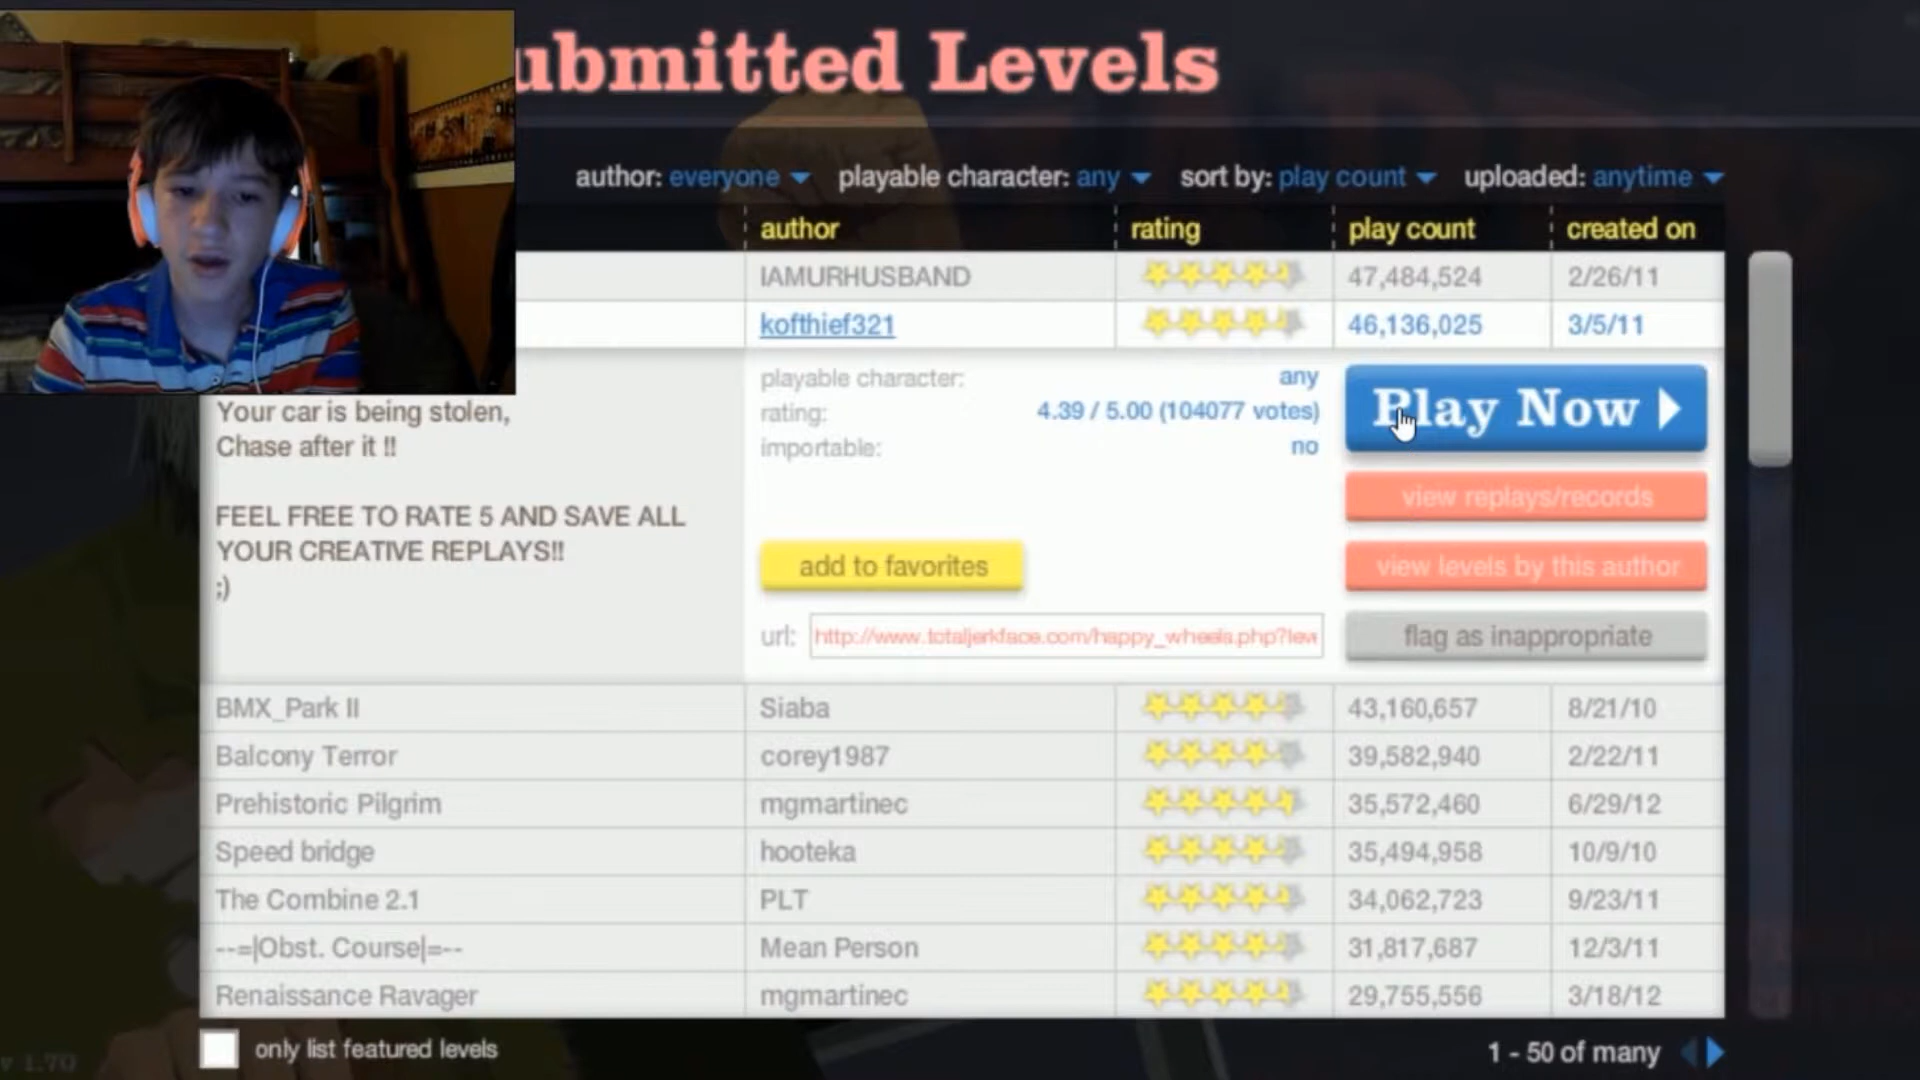 ubmitted Levels
author: everyone playable character: any sort by: play count uploaded: anytime
author rating play count created on
IAMURHUSBAND 47,484,524 2/26/11
kofthief321 46,136,025 3/5/11
Your car is being stolen,
Chase after it !!
FEEL FREE TO RATE 5 AND SAVE ALL
YOUR CREATIVE REPLAYS!!
;)
playable character: any
rating: 4.39 / 5.00 (104077 votes)
importable: no
add to favorites
url: http://www.totaljerkface.com/happy_wheels.php?lev
Play Now
view replays/records
view levels by this author
flag as inappropriate
BMX_Park II Siaba 43,160,657 8/21/10
Balcony Terror corey1987 39,582,940 2/22/11
Prehistoric Pilgrim mgmartinec 35,572,460 6/29/12
Speed bridge hooteka 35,494,958 10/9/10
The Combine 2.1 PLT 34,062,723 9/23/11
--=|Obst. Course|=-- Mean Person 31,817,687 12/3/11
Renaissance Ravager mgmartinec 29,755,556 3/18/12
only list featured levels 1 - 50 of many
v 1.70